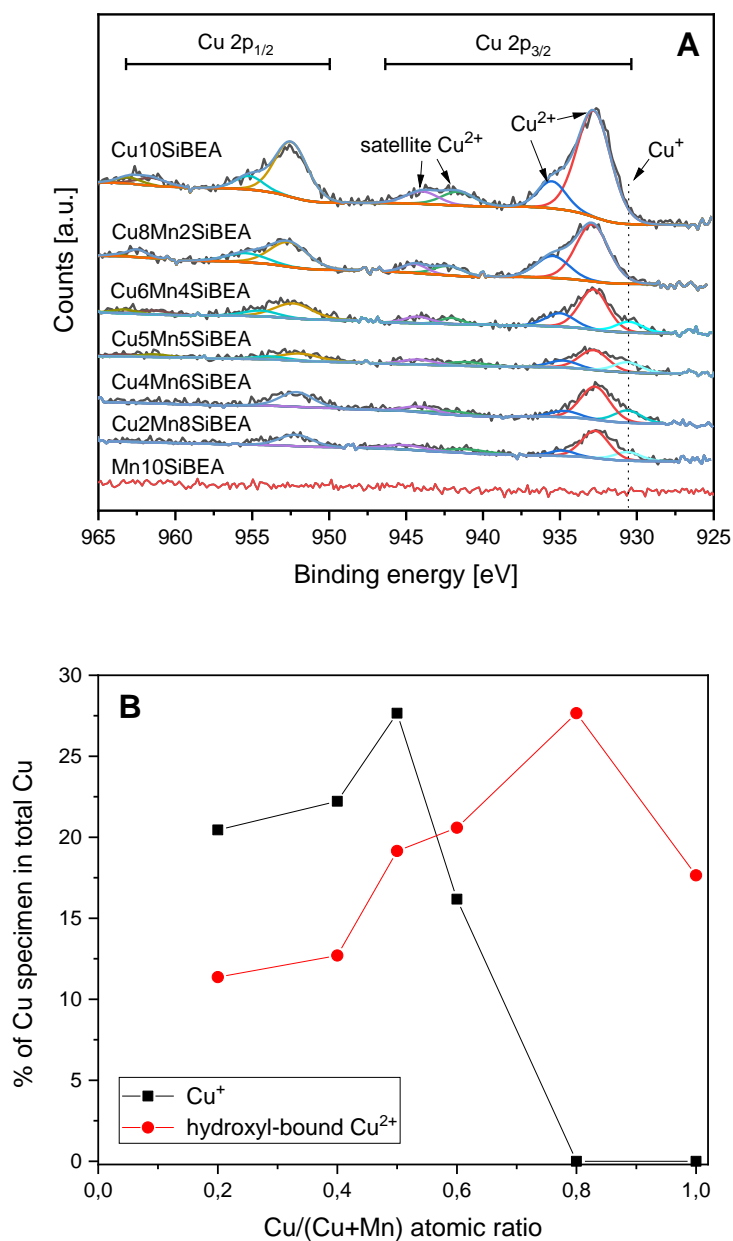 Cu 2p₁/₂
Cu 2p₃/₂
A
Cu10SiBEA
satellite Cu²⁺
Cu²⁺
Cu⁺
Cu8Mn2SiBEA
Cu6Mn4SiBEA
Cu5Mn5SiBEA
Cu4Mn6SiBEA
Cu2Mn8SiBEA
Mn10SiBEA
Counts [a.u.]
965 960 955 950 945 940 935 930 925
Binding energy [eV]
B
30
25
20
15
10
5
0
% of Cu specimen in total Cu
Cu⁺
hydroxyl-bound Cu²⁺
0,0 0,2 0,4 0,6 0,8 1,0
Cu/(Cu+Mn) atomic ratio